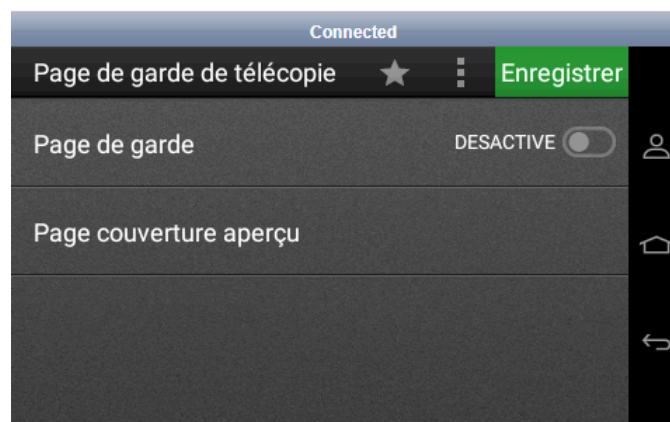 Connected
Page de garde de télécopie
Enregistrer
Page de garde
DESACTIVE
Page couverture aperçu